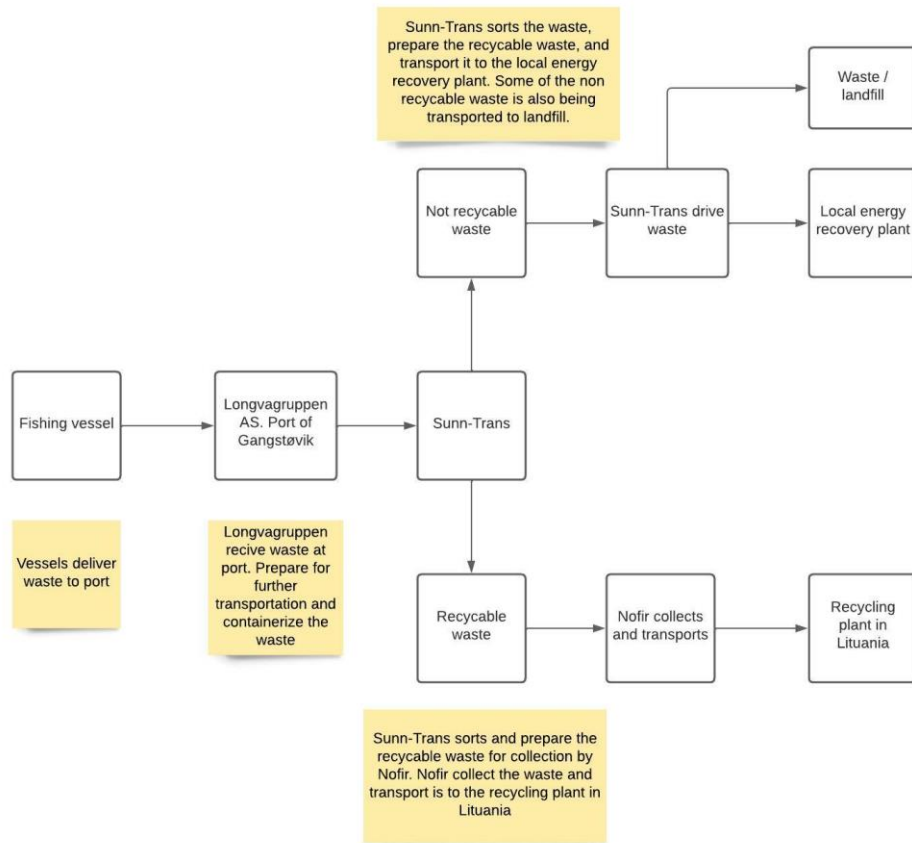 Sunn-Trans sorts the waste,
prepare the recycable waste, and
transport it to the local energy
recovery plant. Some of the non
recycable waste is also being
transported to landfill.
Waste /
landfill
Not recycable
waste
Sunn-Trans drive
waste
Local energy
recovery plant
Fishing vessel
Longvagruppen
AS. Port of
Gangstøvik
Sunn-Trans
Vessels deliver
waste to port
Longvagruppen
recive waste at
port. Prepare for
further
transportation and
containerize the
waste
Recycable
waste
Nofir collects
and transports
Recycling
plant in
Lituania
Sunn-Trans sorts and prepare the
recycable waste for collection by
Nofir. Nofir collect the waste and
transport is to the recycling plant in
Lituania